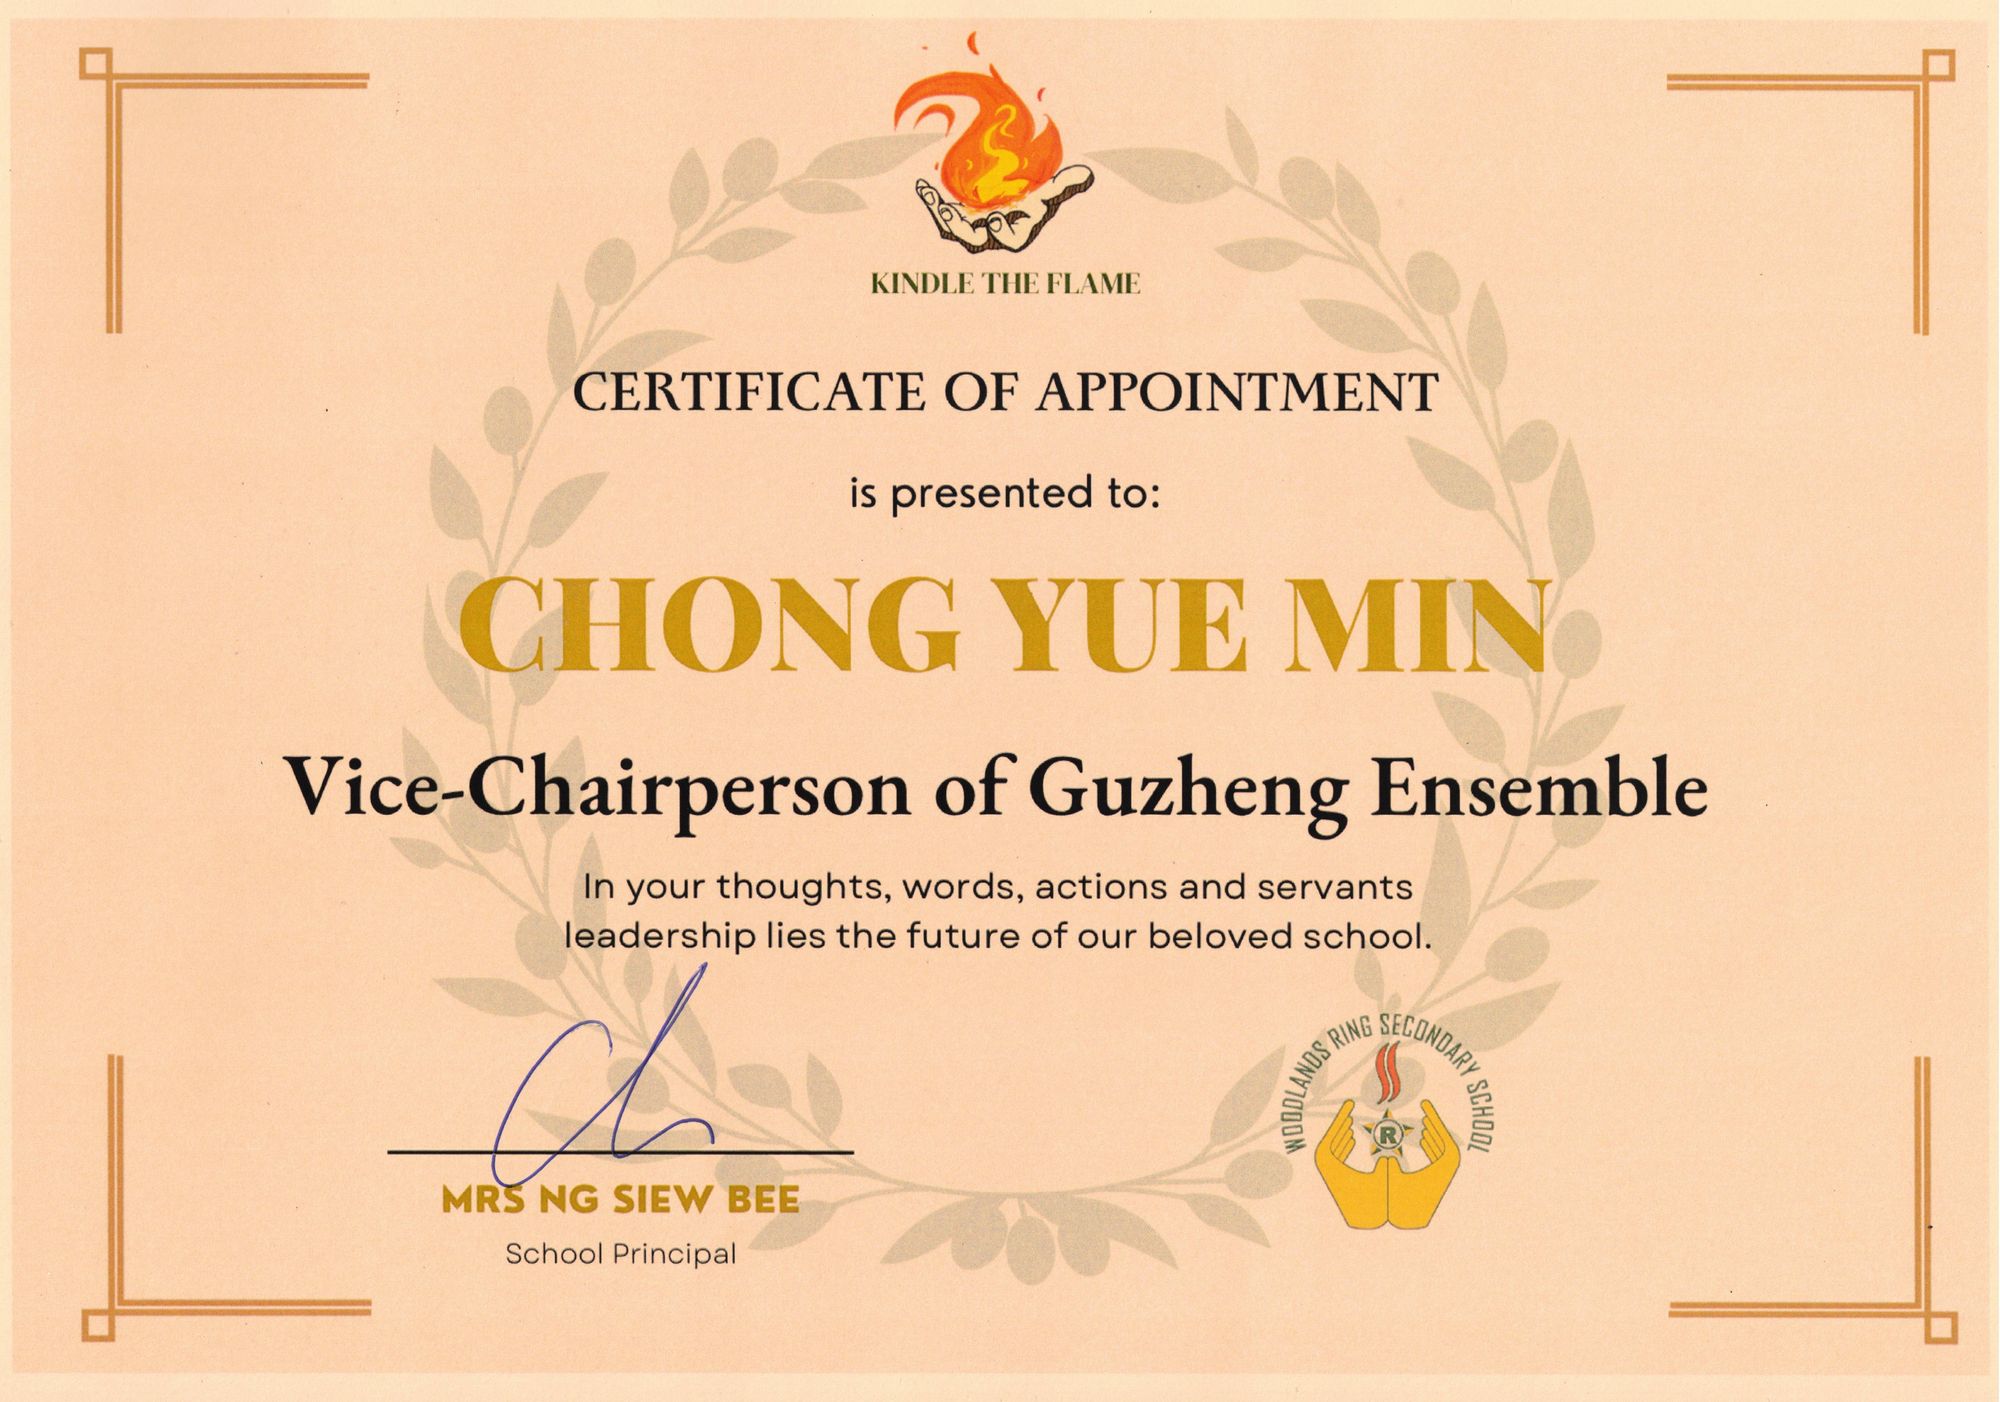 KINDLE THE FLAME
CERTIFICATE OF APPOINTMENT
is presented to:
CHONG YUE MIN
Vice-Chairperson of Guzheng Ensemble
In your thoughts, words, actions and servants
leadership lies the future of our beloved school.
WOODLANDS RING SECONDARY SCHOOL
R
MRS NG SIEW BEE
School Principal